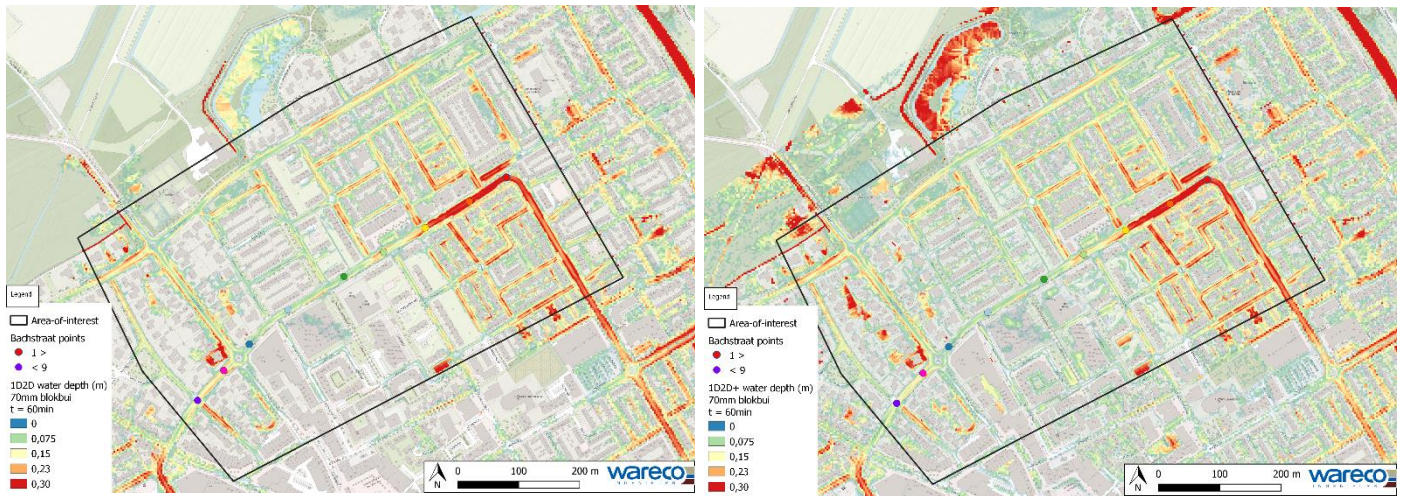 Legend
Area-of-interest
Bachstraat points
1 >
< 9
1D2D water depth (m)
70mm blokbui
t = 60min
0
0,075
0,15
0,23
0,30
N
0 100 200 m
wareco
Legend
Area-of-interest
Bachstraat points
1 >
< 9
1D2D+ water depth (m)
70mm blokbui
t = 60min
0
0,075
0,15
0,23
0,30
N
0 100 200 m
wareco